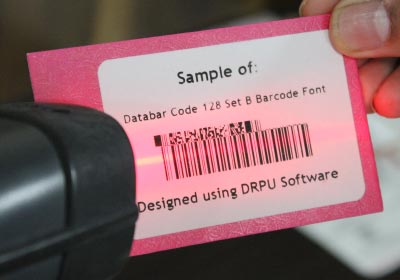 Sample of:
Databar Code 128 Set B Barcode Font
Designed using DRPU Software